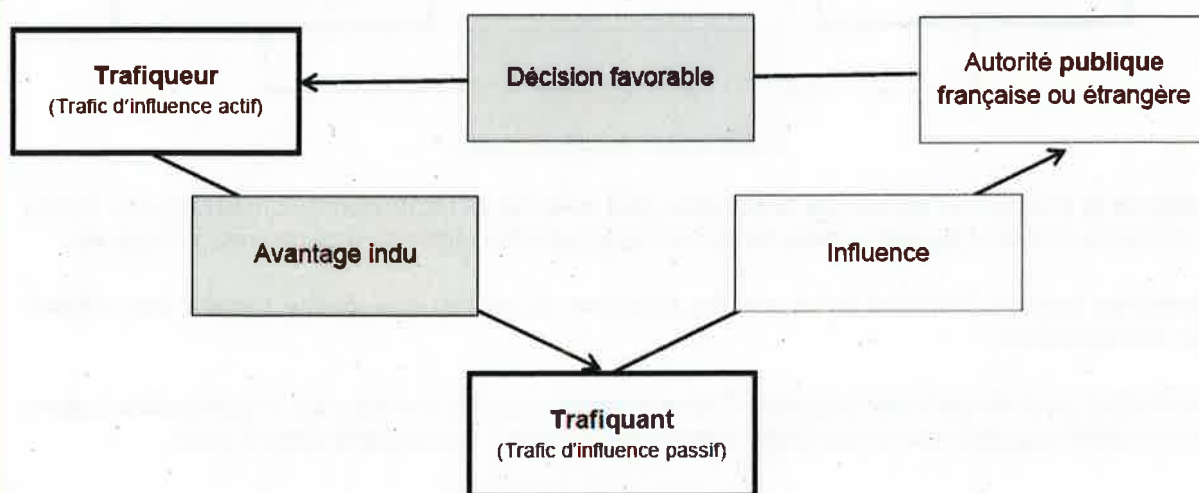 Trafiqueur
(Trafic d'influence actif)
Décision favorable
Autorité publique
française ou étrangère
Avantage indu
Influence
Trafiquant
(Trafic d'influence passif)